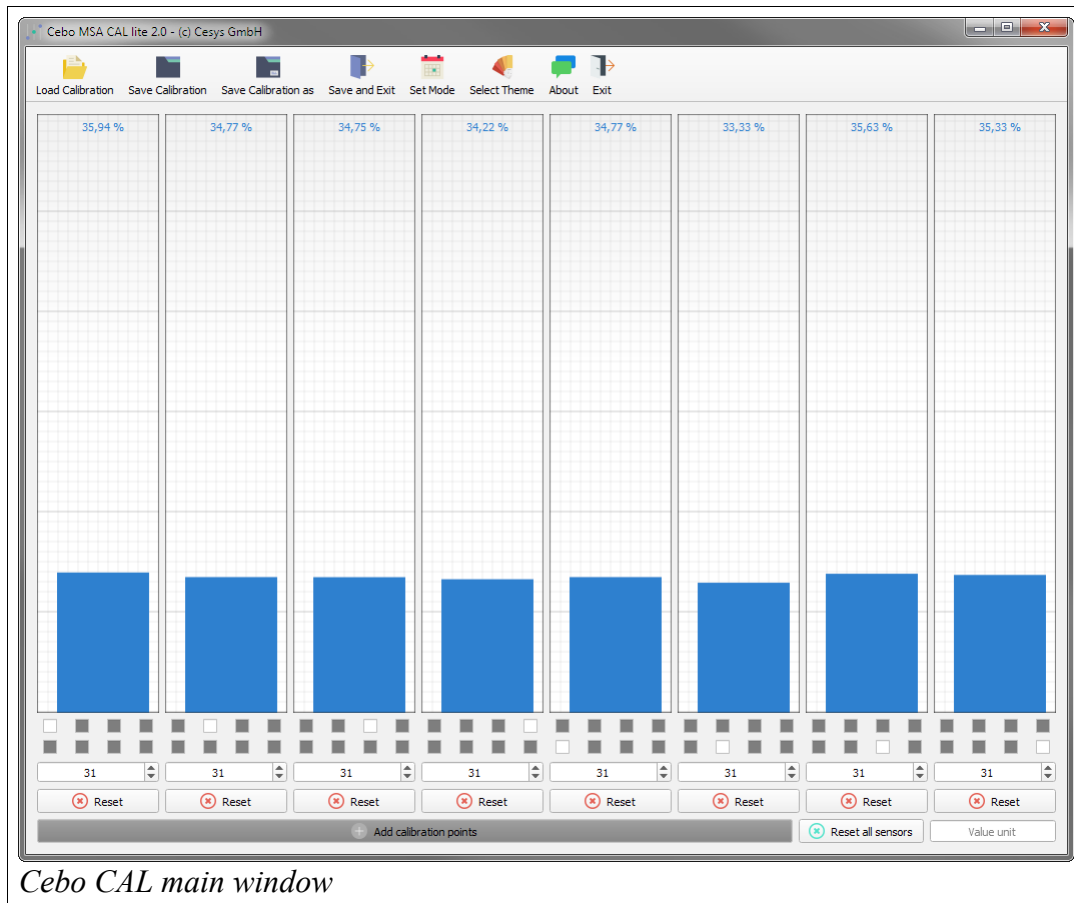 Cebo MSA CAL lite 2.0 - (c) Cesys GmbH
Load Calibration Save Calibration Save Calibration as Save and Exit Set Mode Select Theme About Exit
35,94 % 34,77 % 34,75 % 34,22 % 34,77 % 33,33 % 35,63 % 35,33 %
31 31 31 31 31 31 31 31
Reset Reset Reset Reset Reset Reset Reset Reset
Add calibration points Reset all sensors Value unit
Cebo CAL main window